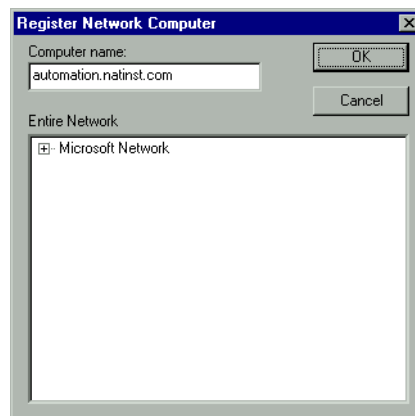 Register Network Computer
Computer name:
automation.natinst.com
OK
Cancel
Entire Network
Microsoft Network